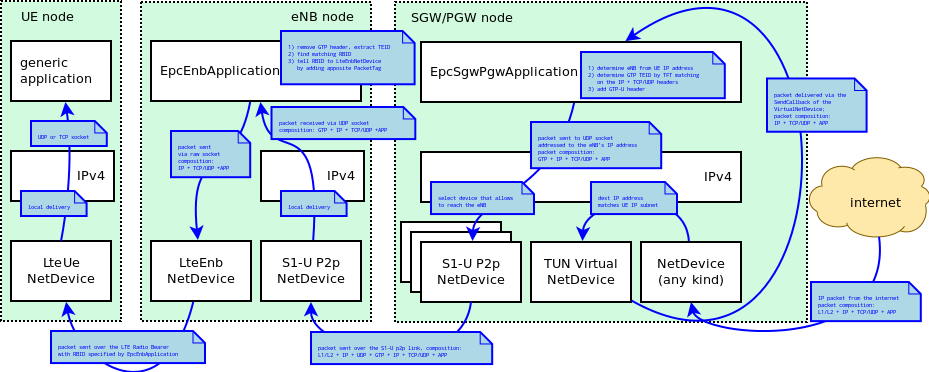 UE node
generic
application
UDP or TCP socket
IPv4
local delivery
LteUe
NetDevice
packet sent over the LTE Radio Bearer
with RBID specified by EpcEnbApplication
eNB node
EpcEnbApplication
1) remove GTP header, extract TEID
2) find matching RBID
3) tell RBID to LteEnbNetDevice
by adding apposite PacketTag
packet received via UDP socket
composition: GTP + IP + TCP/UDP +APP
packet sent
via raw socket
composition:
IP + TCP/UDP +APP
IPv4
local delivery
LteEnb
NetDevice
S1-U P2p
NetDevice
packet sent over the S1-U p2p link, composition:
L1/L2 + IP + UDP + GTP + IP + TCP/UDP + APP
SGW/PGW node
EpcSgwPgwApplication
1) determine eNB from UE IP address
2) determine GTP TEID by TFT matching
on the IP + TCP/UDP headers
3) add GTP-U header
packet sent to UDP socket
addressed to the eNB's IP address
packet composition:
GTP + IP + TCP/UDP + APP
IPv4
select device that allows
to reach the eNB
dest IP address
matches UE IP subnet
S1-U P2p
NetDevice
TUN Virtual
NetDevice
NetDevice
(any kind)
packet delivered via the
SendCallback of the
VirtualNetDevice;
packet composition:
IP + TCP/UDP + APP
internet
IP packet from the internet
packet composition:
L1/L2 + IP + TCP/UDP + APP